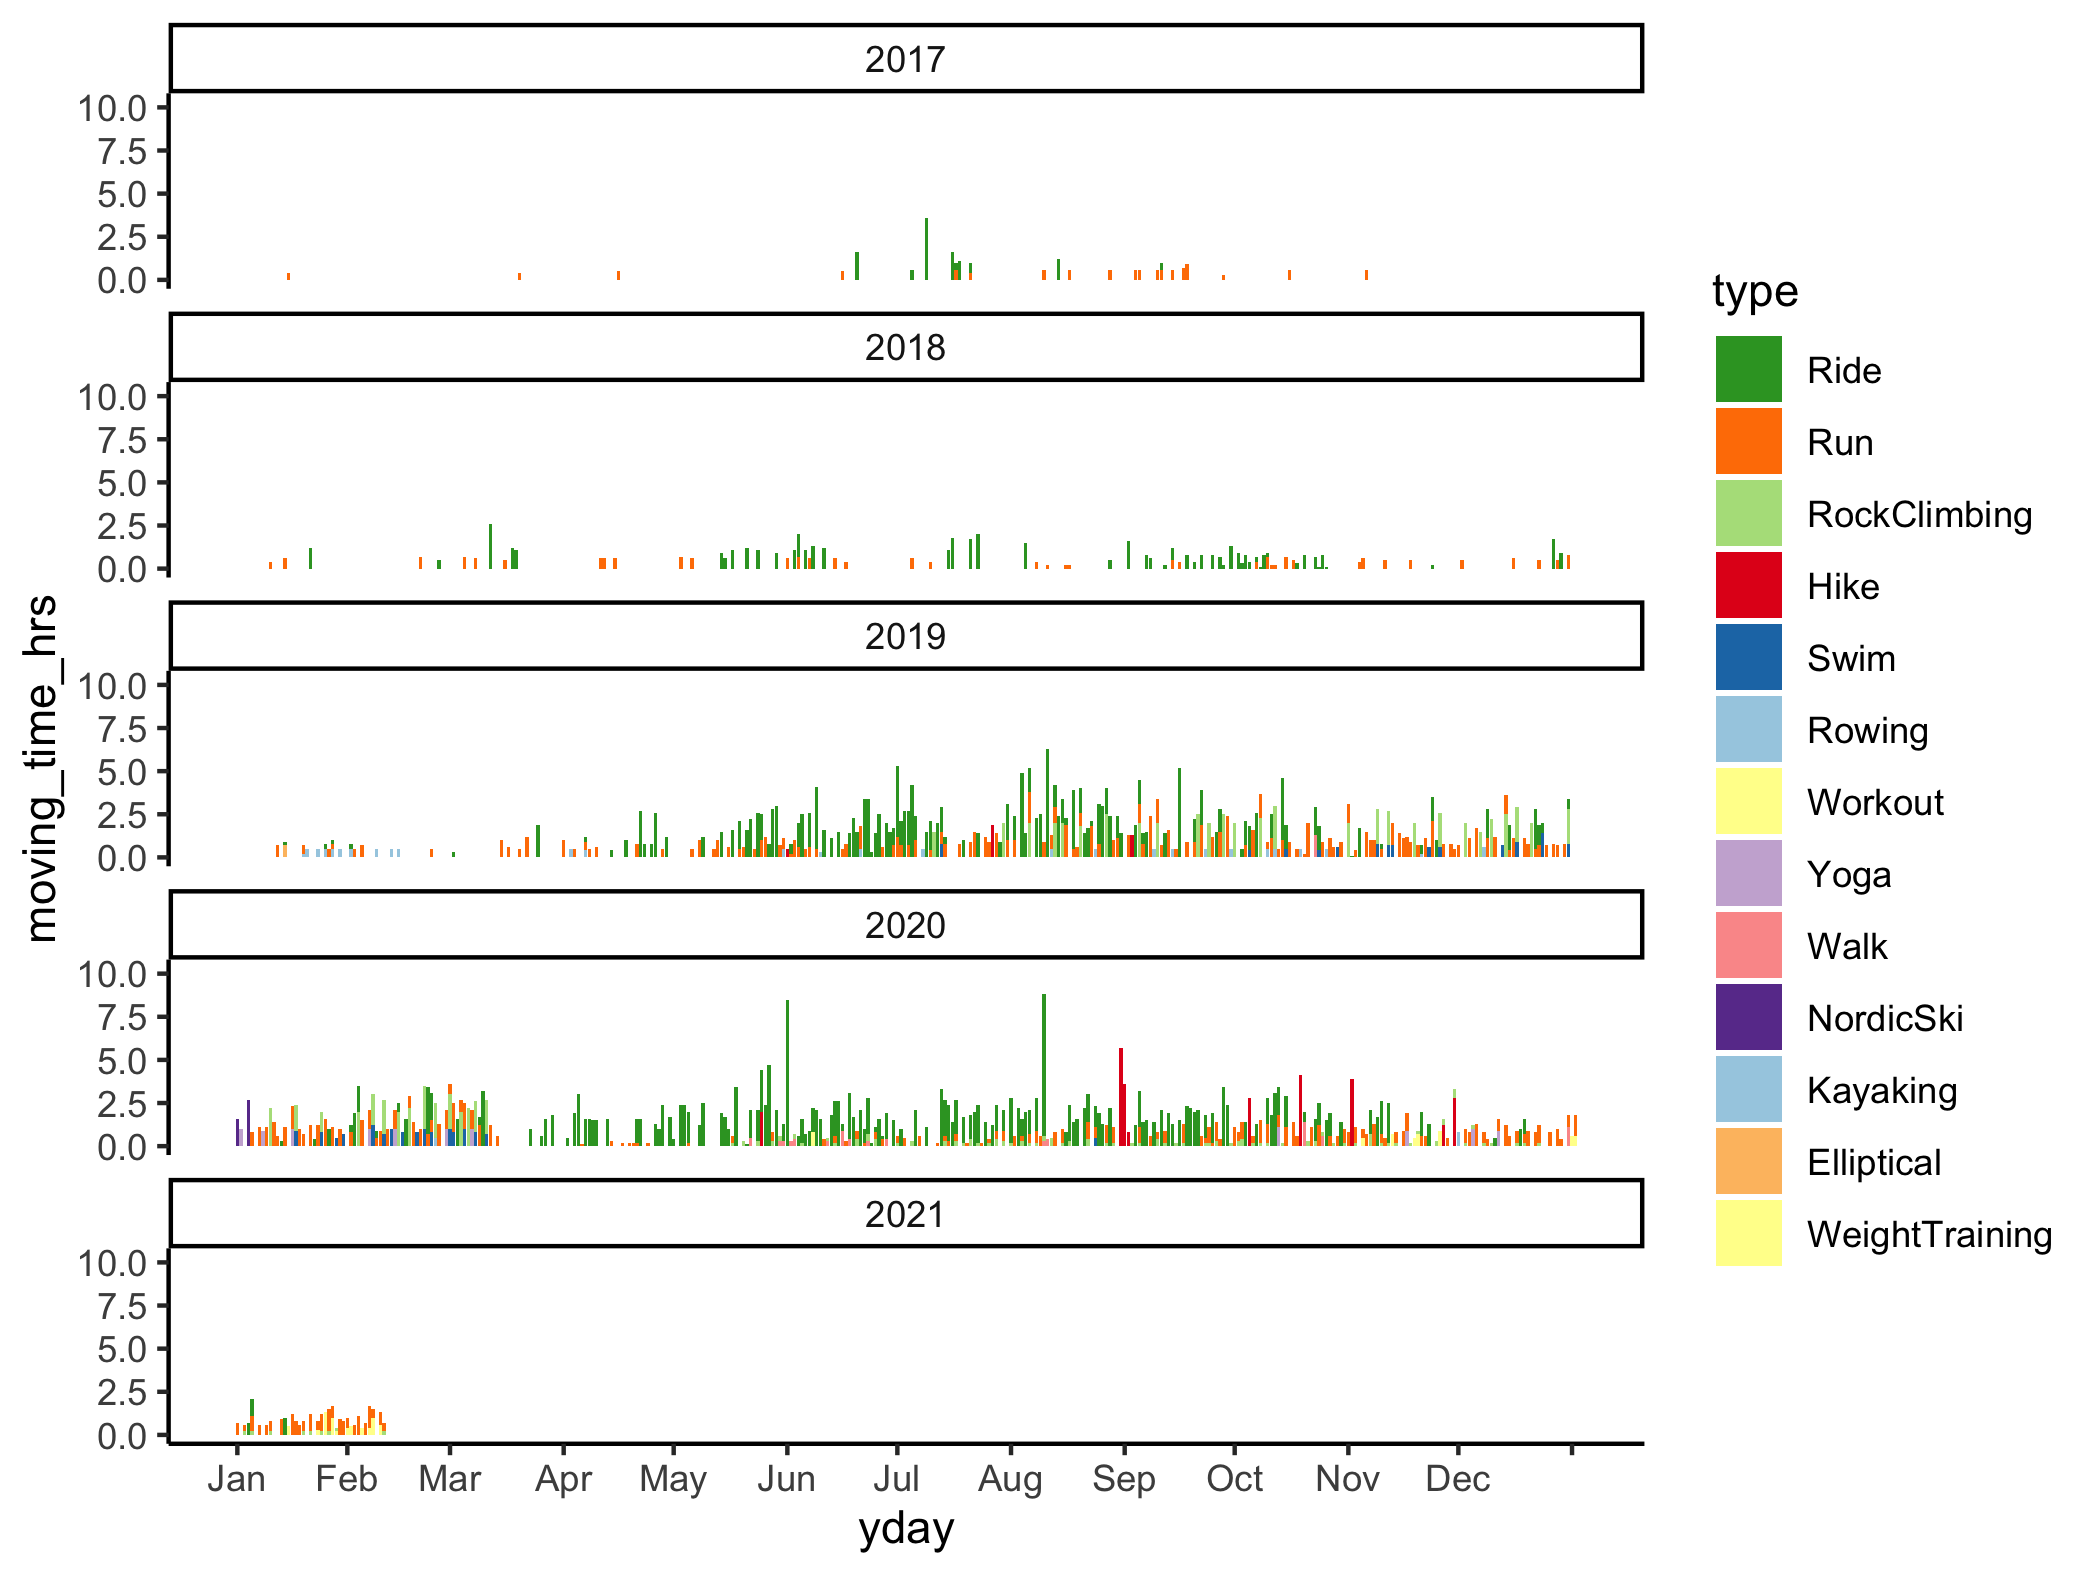 2017
10.0
7.5
5.0
2.5
0.0
2018
10.0
7.5
5.0
2.5
0.0
2019
10.0
7.5
5.0
2.5
0.0
2020
10.0
7.5
5.0
2.5
0.0
2021
10.0
7.5
5.0
2.5
0.0
Jan Feb Mar Apr May Jun Jul Aug Sep Oct Nov Dec
yday
moving_time_hrs
type
Ride
Run
RockClimbing
Hike
Swim
Rowing
Workout
Yoga
Walk
NordicSki
Kayaking
Elliptical
WeightTraining